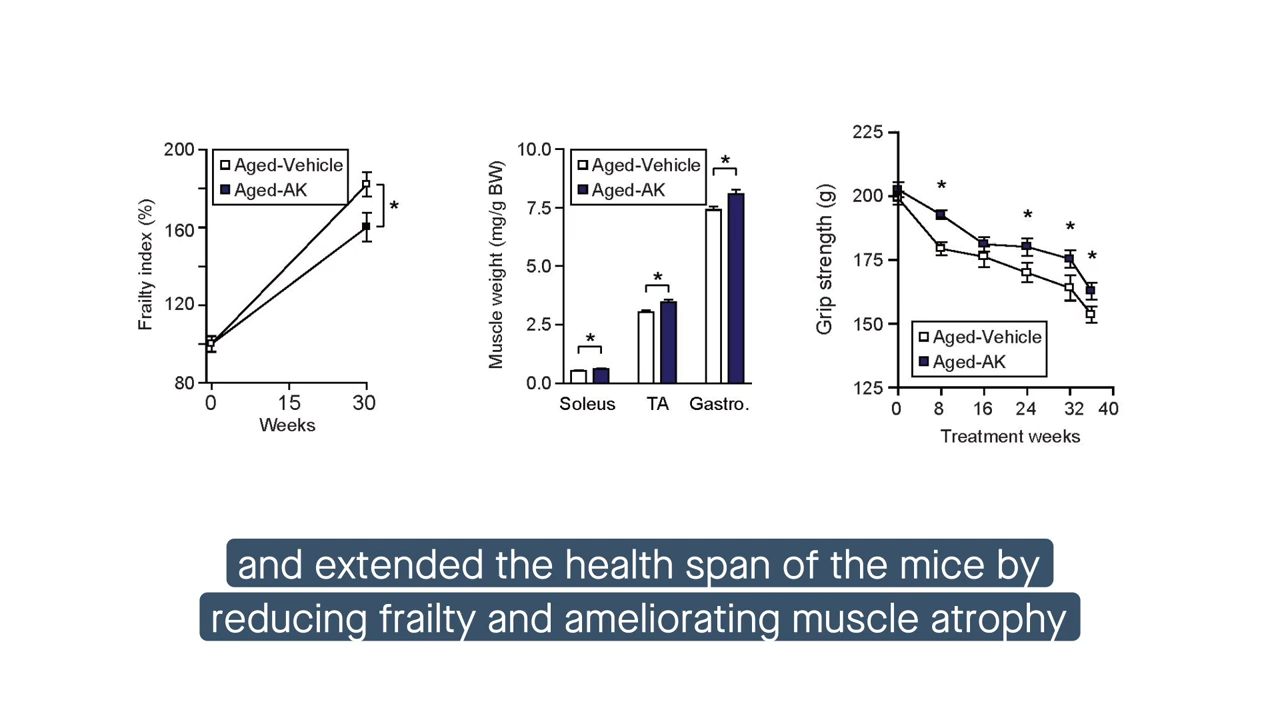 200
160
120
80
Frailty index (%)
Aged-Vehicle
Aged-AK
*
0 15 30
Weeks
10.0
7.5
5.0
2.5
0.0
Muscle weight (mg/g BW)
Aged-Vehicle
Aged-AK
*
*
*
Soleus TA Gastro.
225
200
175
150
125
Grip strength (g)
* * * *
Aged-Vehicle
Aged-AK
0 8 16 24 32 40
Treatment weeks
and extended the health span of the mice by
reducing frailty and ameliorating muscle atrophy